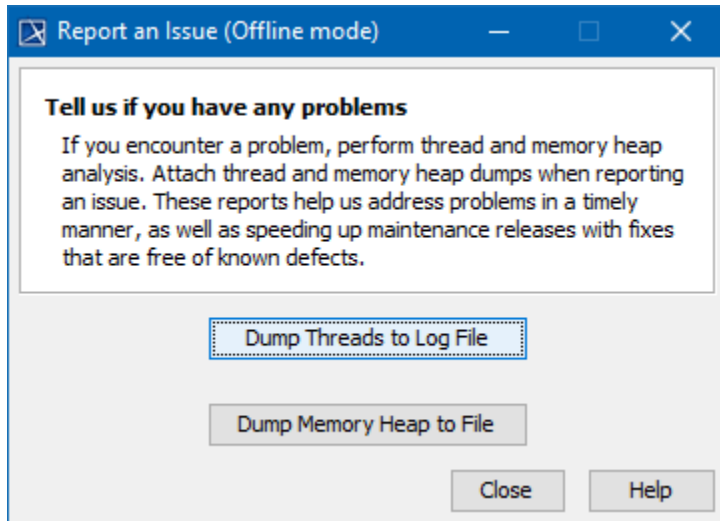 Report an Issue (Offline mode)
Tell us if you have any problems
If you encounter a problem, perform thread and memory heap
analysis. Attach thread and memory heap dumps when reporting
an issue. These reports help us address problems in a timely
manner, as well as speeding up maintenance releases with fixes
that are free of known defects.
Dump Threads to Log File
Dump Memory Heap to File
Close
Help